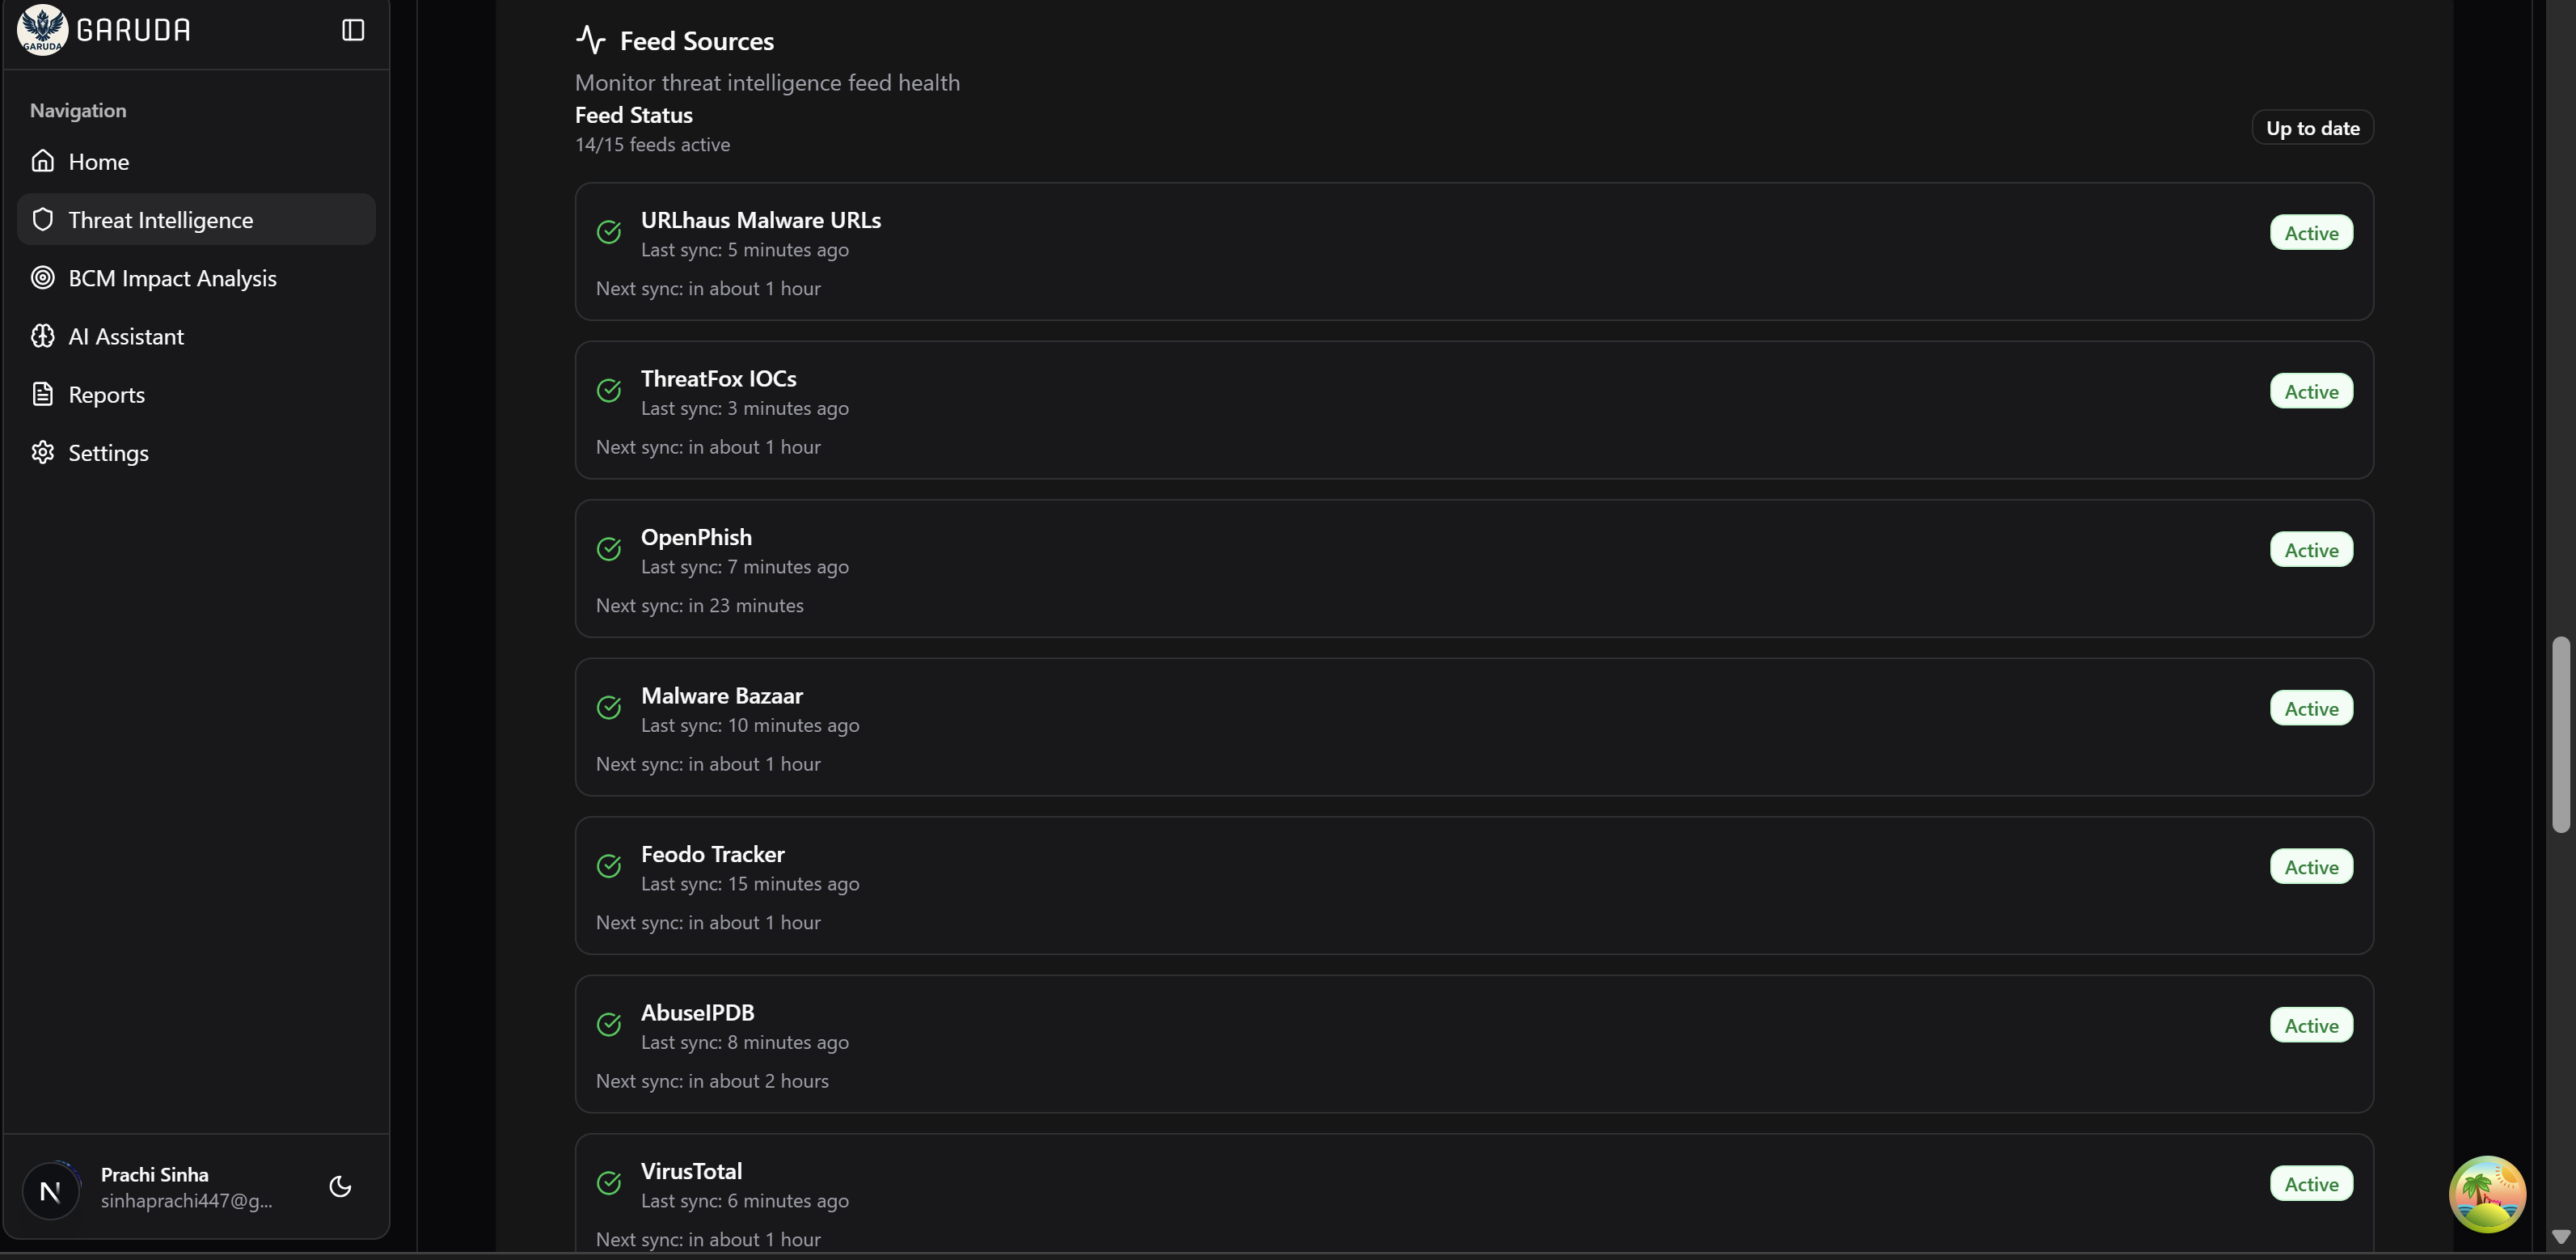 GARUDA
GARUDA
Navigation
Home
Threat Intelligence
BCM Impact Analysis
AI Assistant
Reports
Settings
N
Prachi Sinha
sinhaprachi447@g...
Feed Sources
Monitor threat intelligence feed health
Feed Status
14/15 feeds active
Up to date
URLhaus Malware URLs
Last sync: 5 minutes ago
Active
Next sync: in about 1 hour
ThreatFox IOCs
Last sync: 3 minutes ago
Active
Next sync: in about 1 hour
OpenPhish
Last sync: 7 minutes ago
Active
Next sync: in 23 minutes
Malware Bazaar
Last sync: 10 minutes ago
Active
Next sync: in about 1 hour
Feodo Tracker
Last sync: 15 minutes ago
Active
Next sync: in about 1 hour
AbuseIPDB
Last sync: 8 minutes ago
Active
Next sync: in about 2 hours
VirusTotal
Last sync: 6 minutes ago
Active
Next sync: in about 1 hour